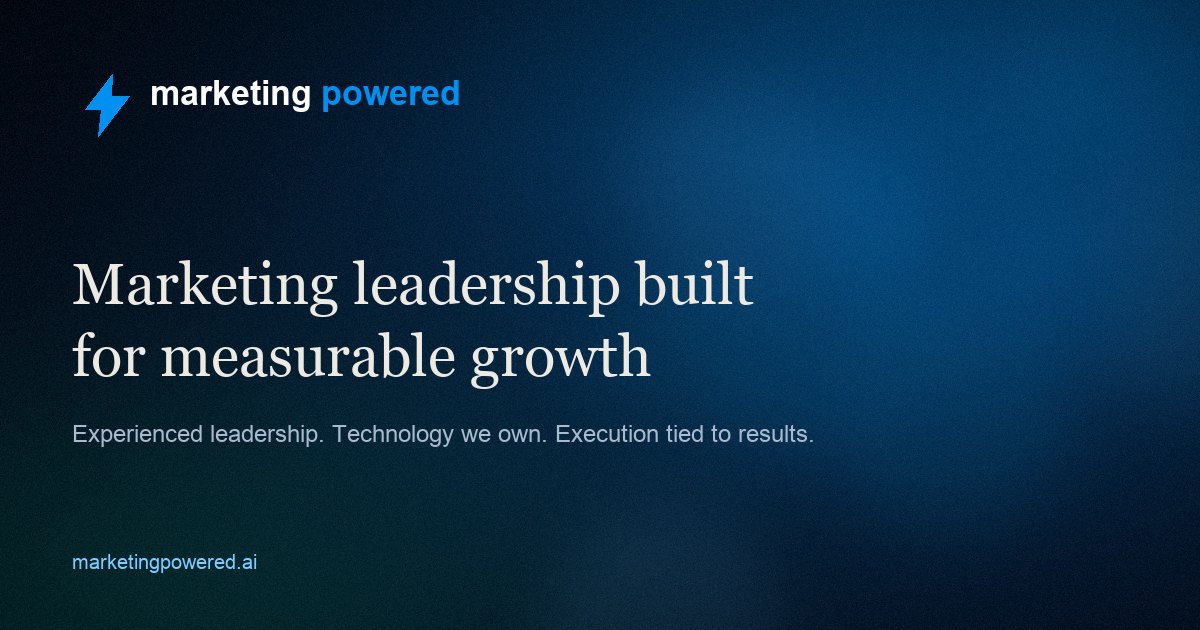 marketing powered
Marketing leadership built
for measurable growth
Experienced leadership. Technology we own. Execution tied to results.
marketingpowered.ai